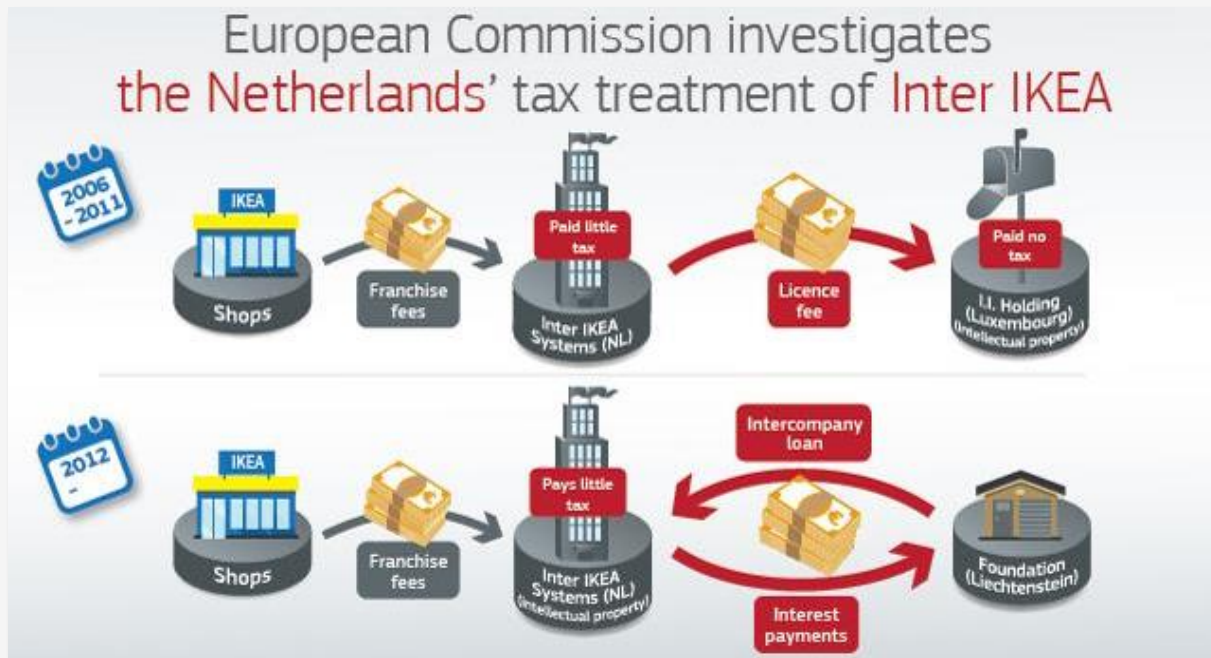 European Commission investigates
the Netherlands' tax treatment of Inter IKEA
2006
- 2011
IKEA
Shops
Franchise
fees
Paid little
tax
Inter IKEA
Systems (NL)
Licence
fee
Paid no
tax
I.I. Holding
(Luxembourg)
(Intellectual property)
2012
-
IKEA
Shops
Franchise
fees
Pays little
tax
Inter IKEA
Systems (NL)
(Intellectual property)
Intercompany
loan
Interest
payments
Foundation
(Liechtenstein)